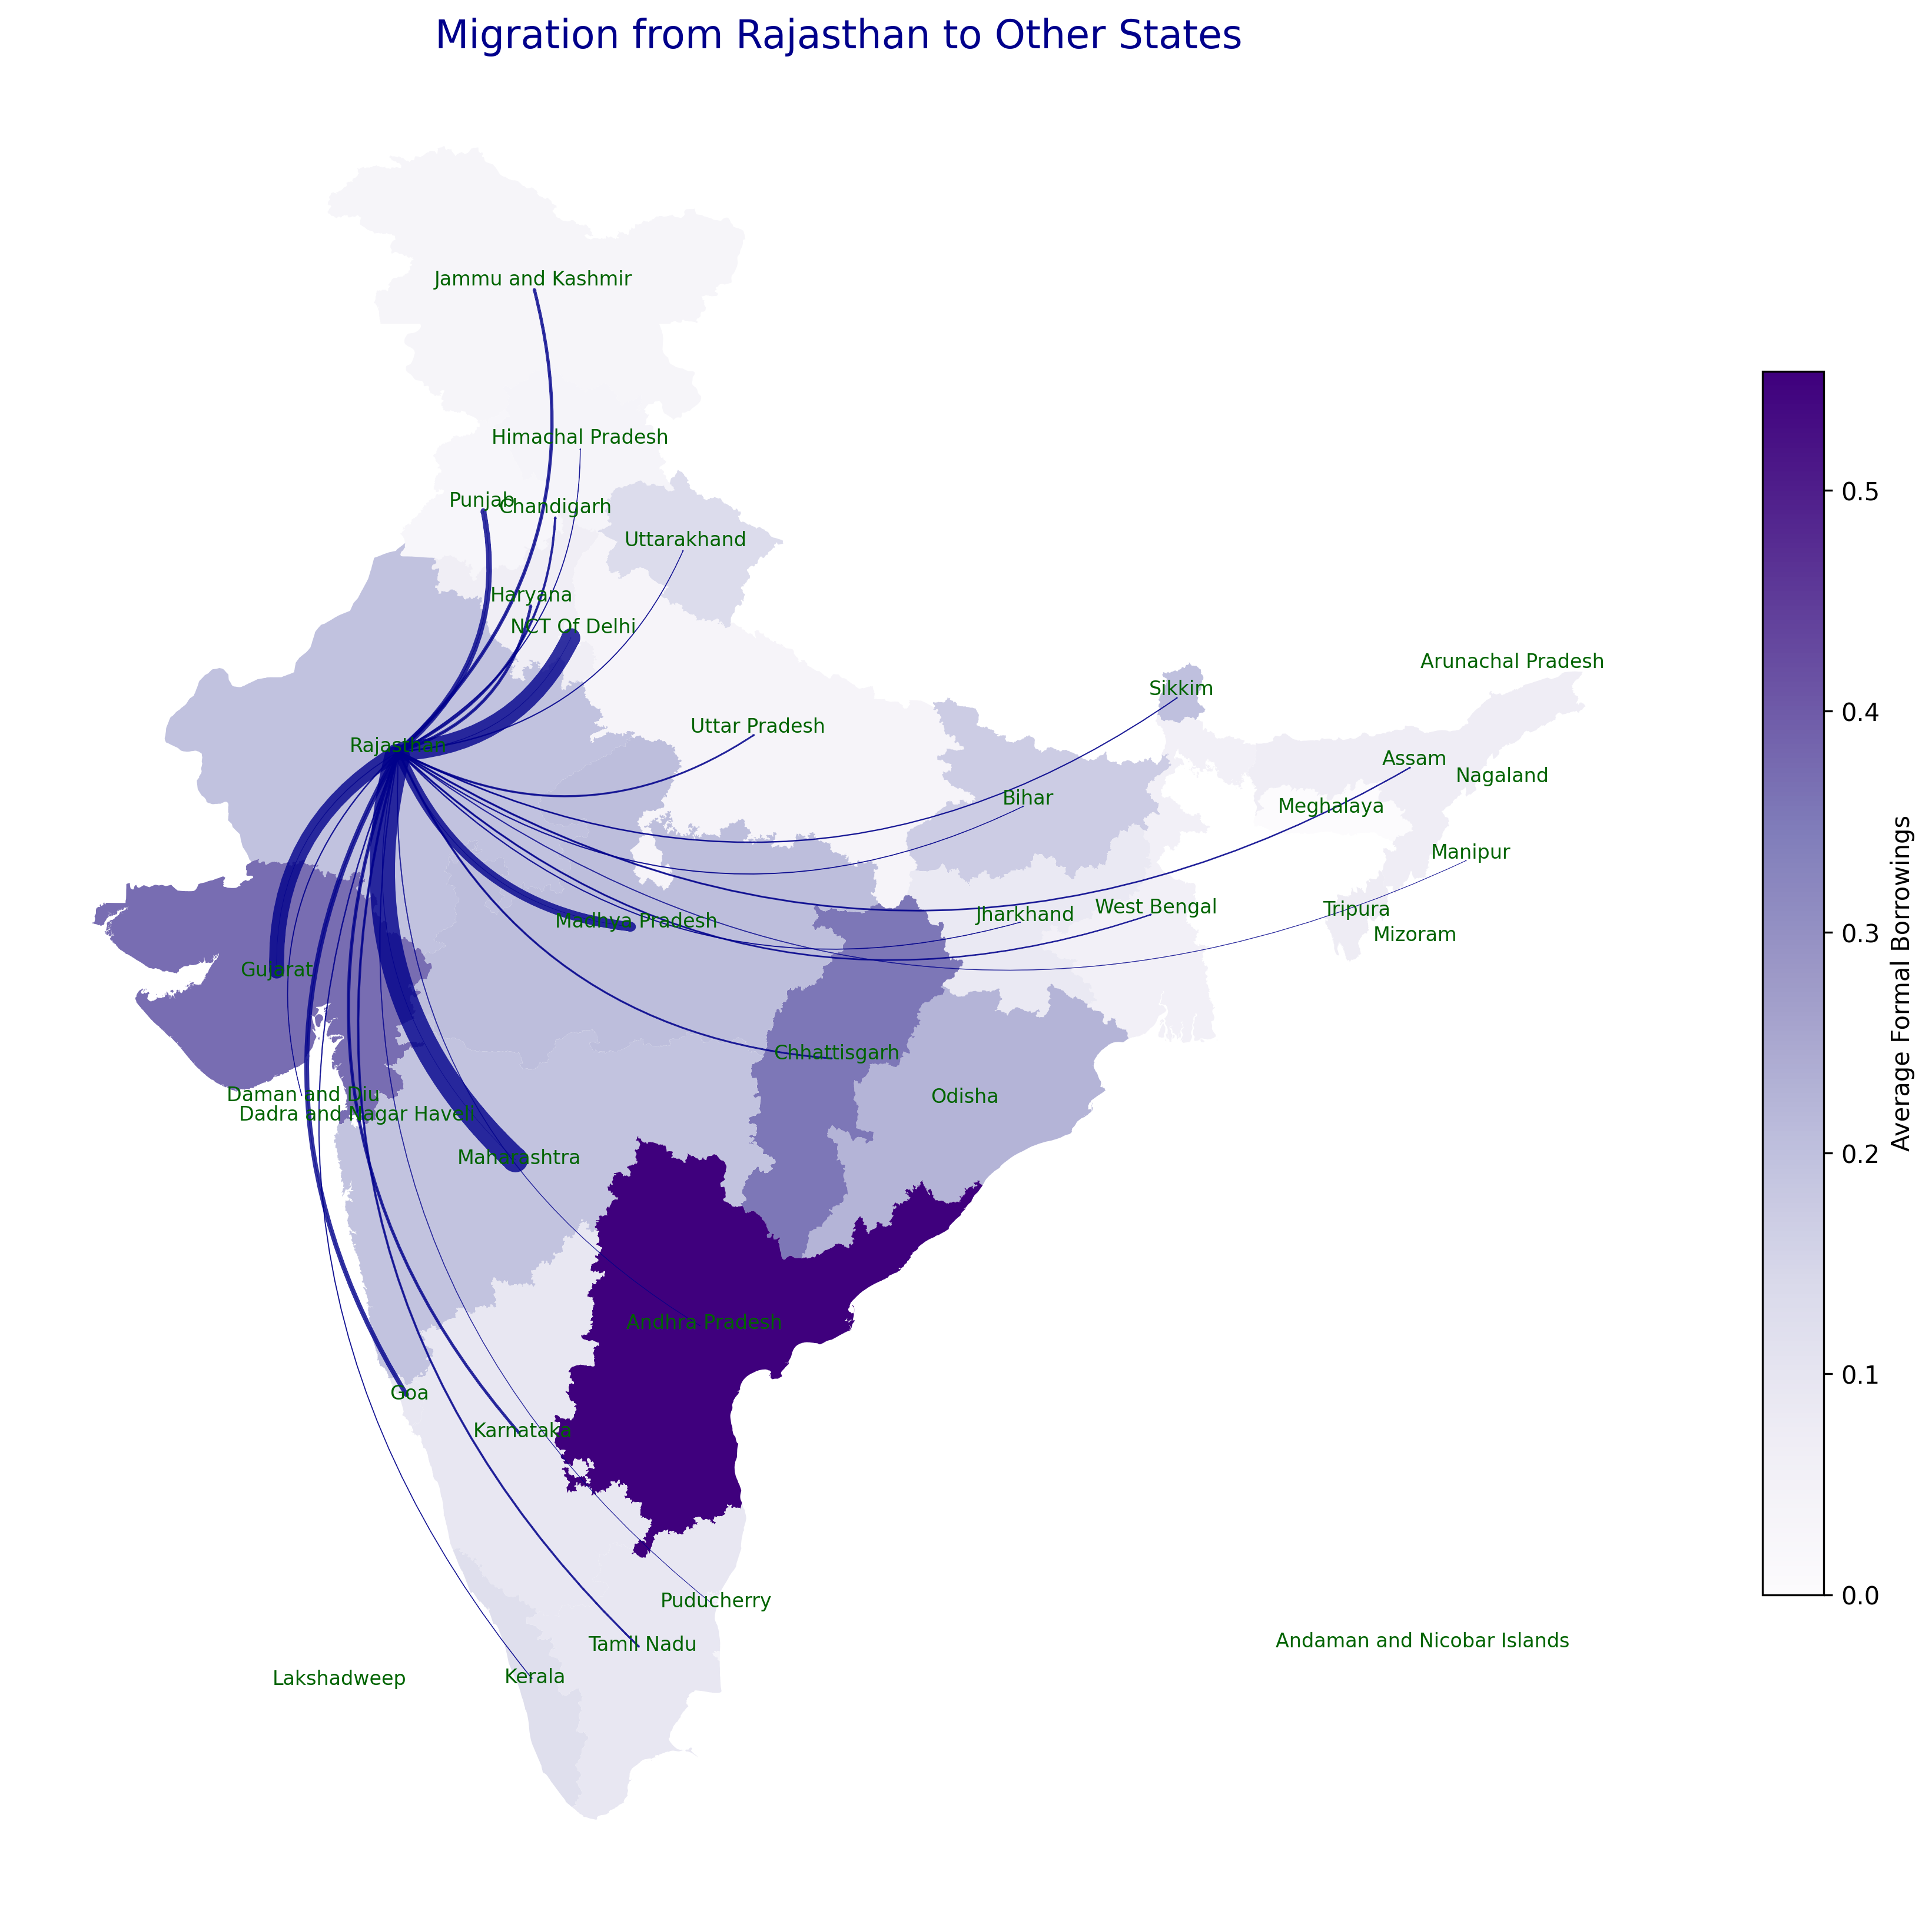 Migration from Rajasthan to Other States
Jammu and Kashmir
Himachal Pradesh
Punjab
Chandigarh
Uttarakhand
Haryana
NCT Of Delhi
Arunachal Pradesh
Sikkim
Uttar Pradesh
Rajasthan
Assam
Nagaland
Bihar
Meghalaya
Manipur
Madhya Pradesh
Jharkhand
West Bengal
Tripura
Mizoram
Gujarat
Chhattisgarh
Daman and Diu
Odisha
Dadra and Nagar Haveli
Maharashtra
Andhra Pradesh
Goa
Karnataka
Puducherry
Tamil Nadu
Andaman and Nicobar Islands
Lakshadweep
Kerala
0.5
0.4
0.3
0.2
0.1
0.0
Average Formal Borrowings